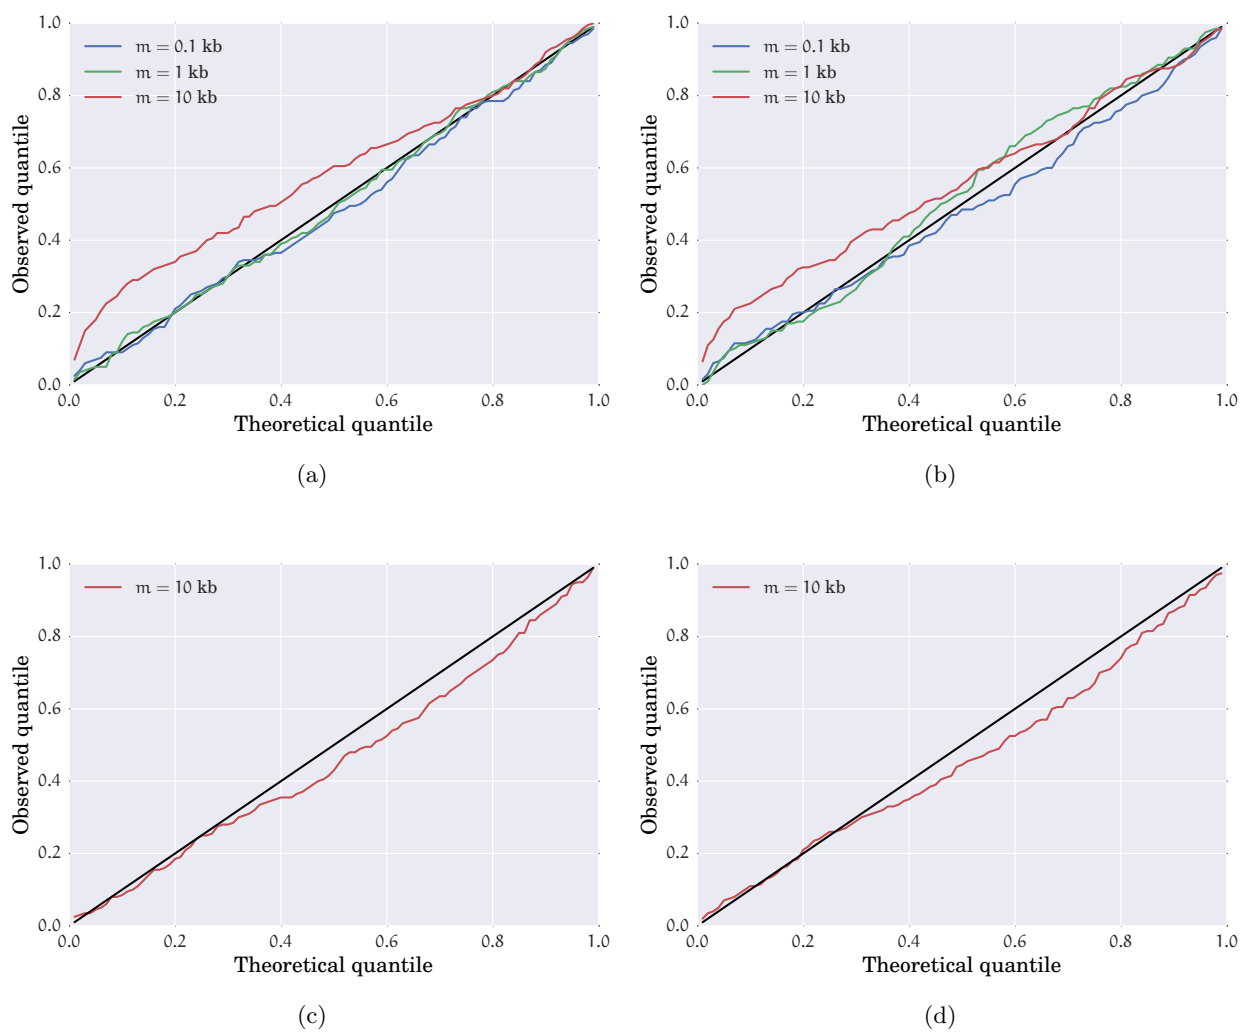 1.0
0.8
0.6
0.4
0.2
0.0
Observed quantile
m = 0.1 kb
m = 1 kb
m = 10 kb
0.0 0.2 0.4 0.6 0.8 1.0
Theoretical quantile
(a)
1.0
0.8
0.6
0.4
0.2
0.0
Observed quantile
m = 0.1 kb
m = 1 kb
m = 10 kb
0.0 0.2 0.4 0.6 0.8 1.0
Theoretical quantile
(b)
1.0
0.8
0.6
0.4
0.2
0.0
Observed quantile
m = 10 kb
0.0 0.2 0.4 0.6 0.8 1.0
Theoretical quantile
(c)
1.0
0.8
0.6
0.4
0.2
0.0
Observed quantile
m = 10 kb
0.0 0.2 0.4 0.6 0.8 1.0
Theoretical quantile
(d)